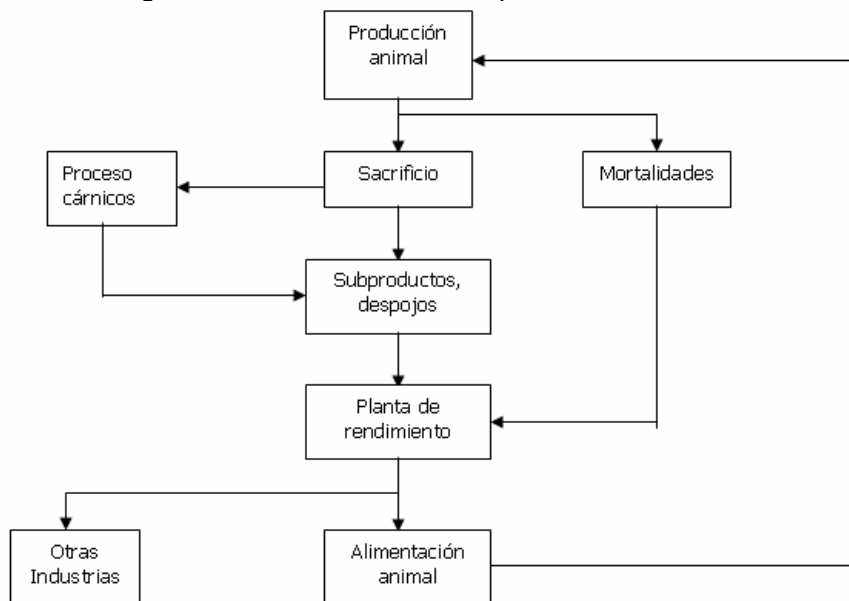 Producción
animal
Proceso
cárnicos
Sacrificio
Mortalidades
Subproductos,
despojos
Planta de
rendimiento
Otras
Industrias
Alimentación
animal